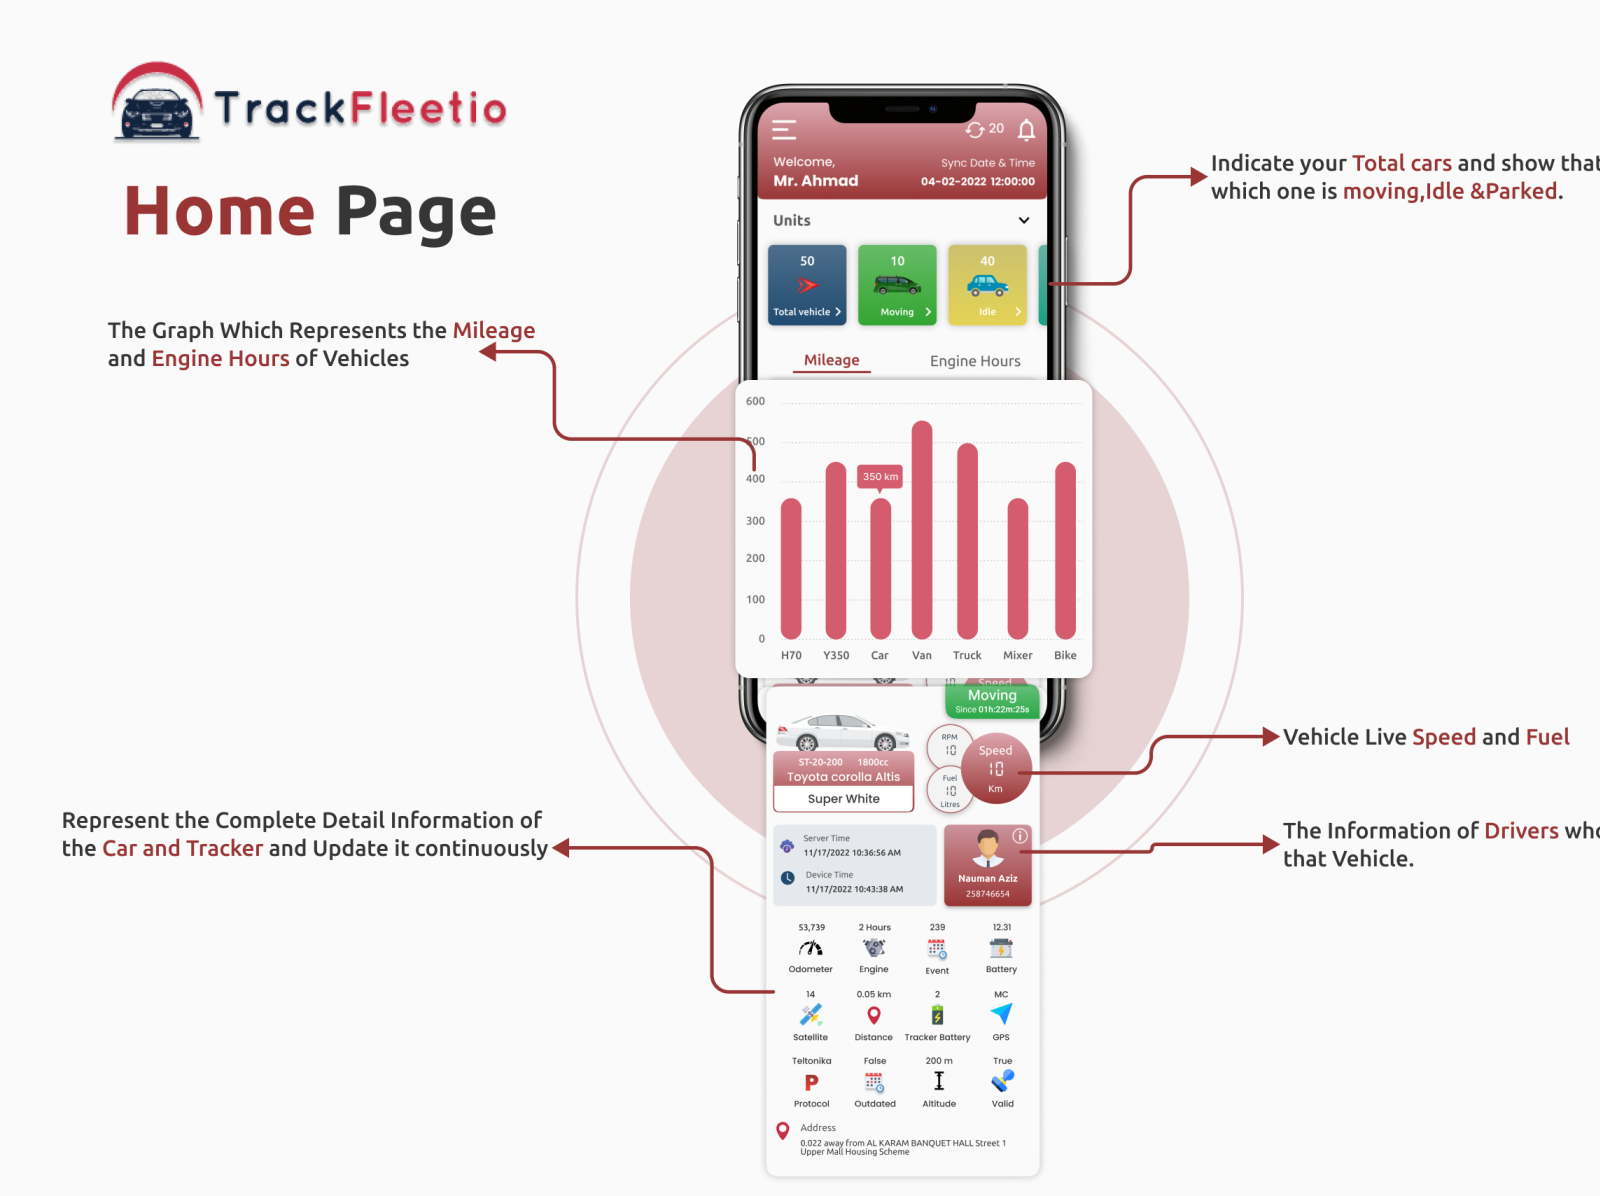 TrackFleetio
Home Page
The Graph Which Represents the Mileage
and Engine Hours of Vehicles
Represent the Complete Detail Information of
the Car and Tracker and Update it continuously
20
Welcome,
Mr. Ahmad
Sync Date & Time
04-02-2022 12:00:00
Units
50
Total vehicle
10
Moving
40
Idle
Mileage
Engine Hours
600
500
400
300
200
100
0
350 km
H70 Y350 Car Van Truck Mixer Bike
Speed
Moving
Since 01h:22m:25s
ST-20-200 1800cc
Toyota corolla Altis
Super White
RPM
10
Fuel
10
Litres
Speed
10
Km
Server Time
11/17/2022 10:36:56 AM
Device Time
11/17/2022 10:43:38 AM
Nauman Aziz
258746654
53,739 2 Hours 239 12.31
Odometer Engine Event Battery
14 0.05 km 2 MC
Satellite Distance Tracker Battery GPS
Teltonika False 200 m True
P
Protocol Outdated Altitude Valid
Address
0.022 away from AL KARAM BANQUET HALL Street 1
Upper Mall Housing Scheme
Indicate your Total cars and show that
which one is moving,Idle &Parked.
Vehicle Live Speed and Fuel
The Information of Drivers who
that Vehicle.